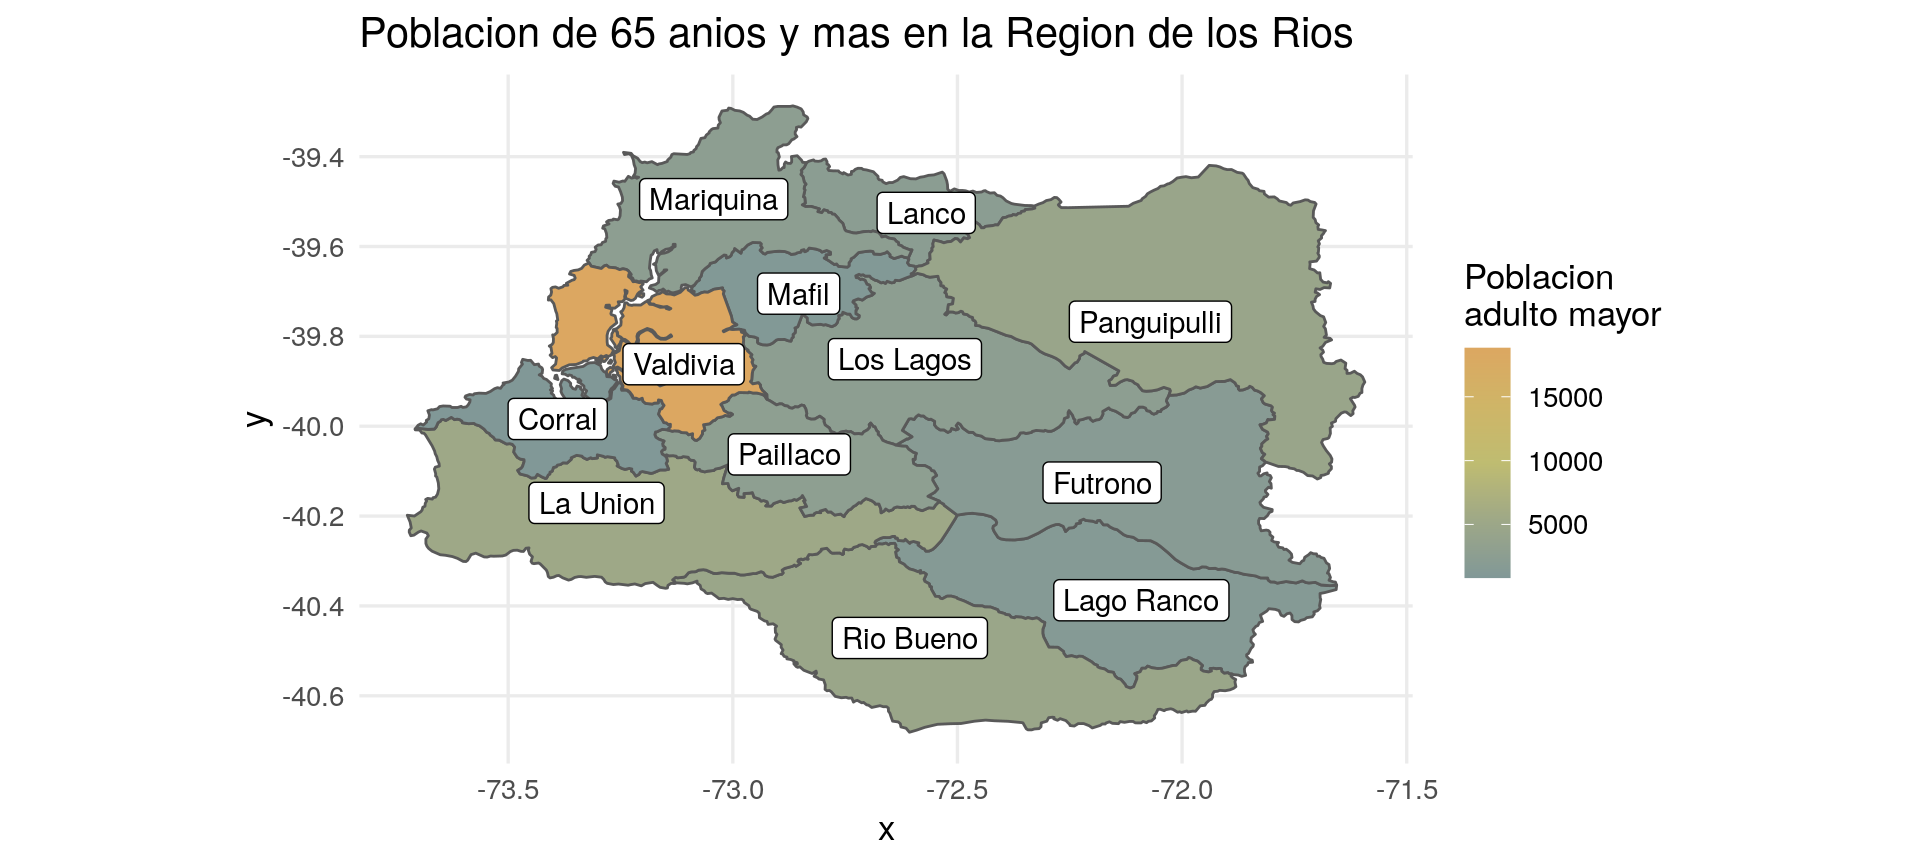 Poblacion de 65 anios y mas en la Region de los Rios
-39.4
-39.6
-39.8
-40.0
-40.2
-40.4
-40.6
y
Mariquina
Lanco
Mafil
Panguipulli
Valdivia
Los Lagos
Corral
Paillaco
Futrono
La Union
Lago Ranco
Rio Bueno
-73.5
-73.0
-72.5
-72.0
-71.5
x
Poblacion
adulto mayor
15000
10000
5000